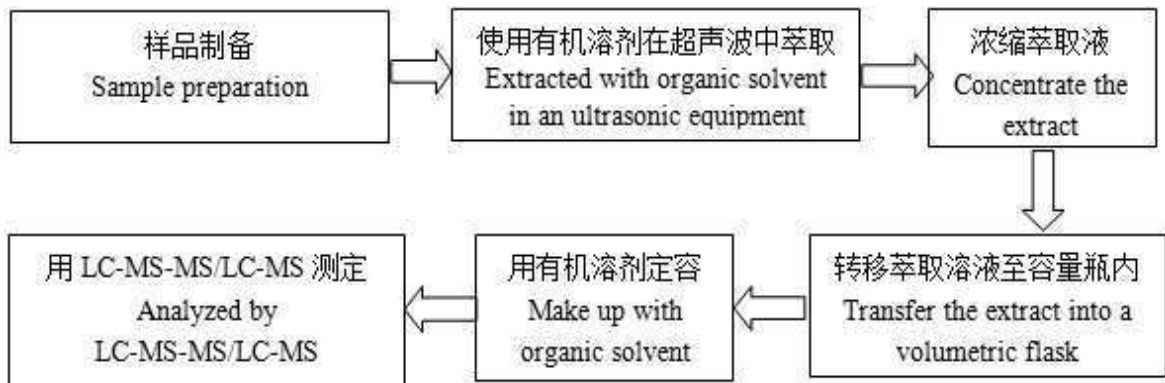 样品制备
Sample preparation
使用有机溶剂在超声波中萃取
Extracted with organic solvent
in an ultrasonic equipment
浓缩萃取液
Concentrate the
extract
转移萃取溶液至容量瓶内
Transfer the extract into a
volumetric flask
用有机溶剂定容
Make up with
organic solvent
用 LC-MS-MS/LC-MS 测定
Analyzed by
LC-MS-MS/LC-MS